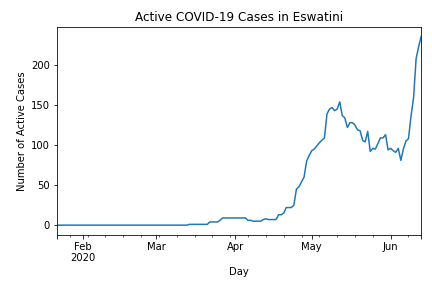 Active COVID-19 Cases in Eswatini
Number of Active Cases
200
150
100
50
0
Feb
2020
Mar
Apr
May
Jun
Day